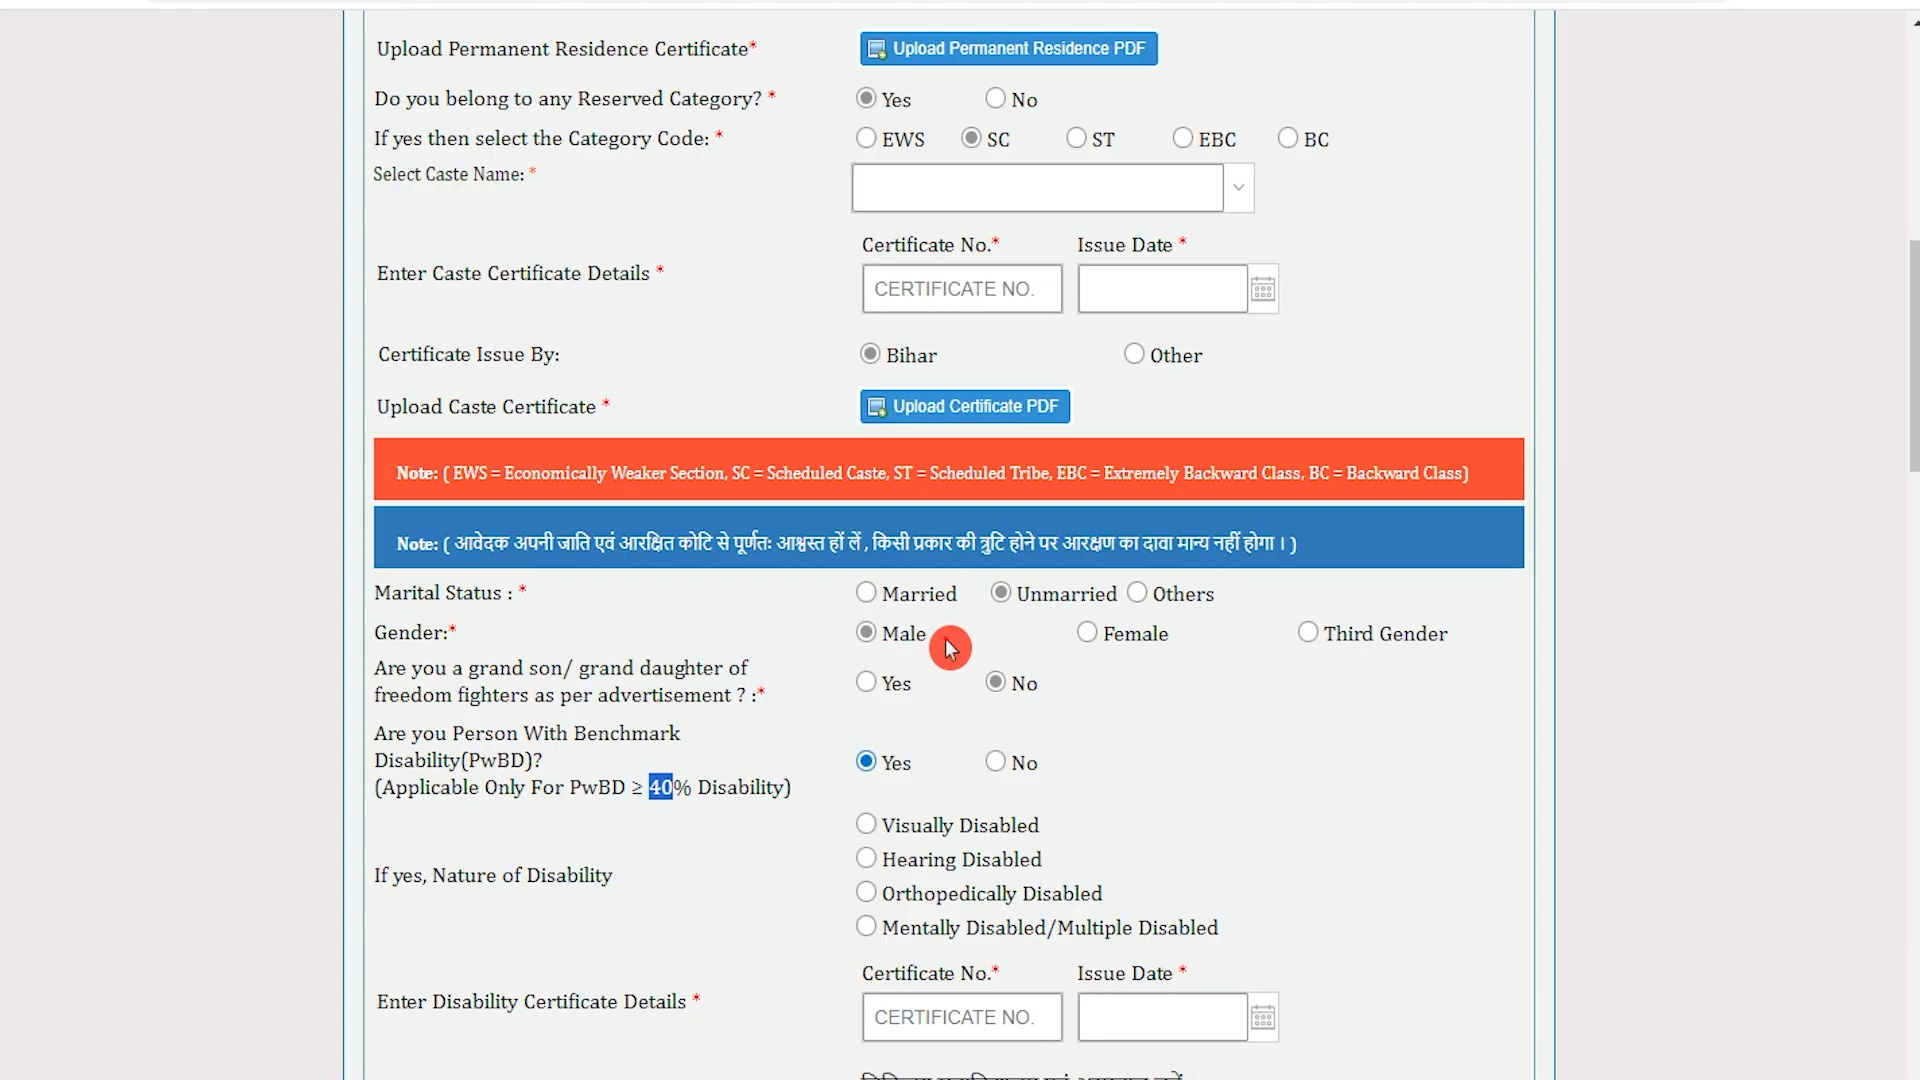 Upload Permanent Residence Certificate* Upload Permanent Residence PDF
Do you belong to any Reserved Category? * Yes No
If yes then select the Category Code: * EWS SC ST EBC BC
Select Caste Name: *
Certificate No.* Issue Date *
Enter Caste Certificate Details * CERTIFICATE NO.
Certificate Issue By: Bihar Other
Upload Caste Certificate * Upload Certificate PDF
Note: ( EWS = Economically Weaker Section, SC = Scheduled Caste, ST = Scheduled Tribe, EBC = Extremely Backward Class, BC = Backward Class)
Note: ( आवेदक अपनी जाति एवं आरक्षित कोटि से पूर्णतः आश्वस्त हों लें , किसी प्रकार की त्रुटि होने पर आरक्षण का दावा मान्य नहीं होगा । )
Marital Status : * Married Unmarried Others
Gender:* Male Female Third Gender
Are you a grand son/ grand daughter of
freedom fighters as per advertisement ? :* Yes No
Are you Person With Benchmark
Disability(PwBD)? Yes No
(Applicable Only For PwBD ≥ 40% Disability)
Visually Disabled
Hearing Disabled
If yes, Nature of Disability
Orthopedically Disabled
Mentally Disabled/Multiple Disabled
Certificate No.* Issue Date *
Enter Disability Certificate Details * CERTIFICATE NO.